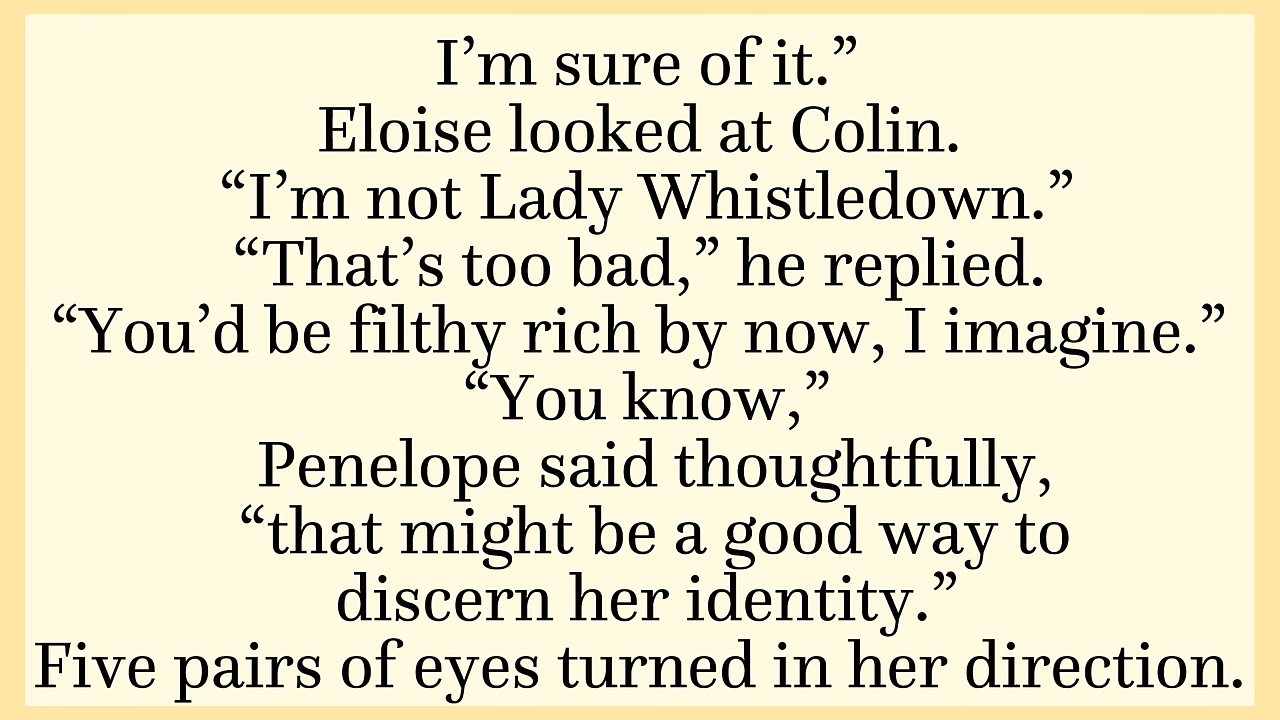 I’m sure of it.”
Eloise looked at Colin.
“I’m not Lady Whistledown.”
“That’s too bad,” he replied.
“You’d be filthy rich by now, I imagine.”
“You know,”
Penelope said thoughtfully,
“that might be a good way to
discern her identity.”
Five pairs of eyes turned in her direction.